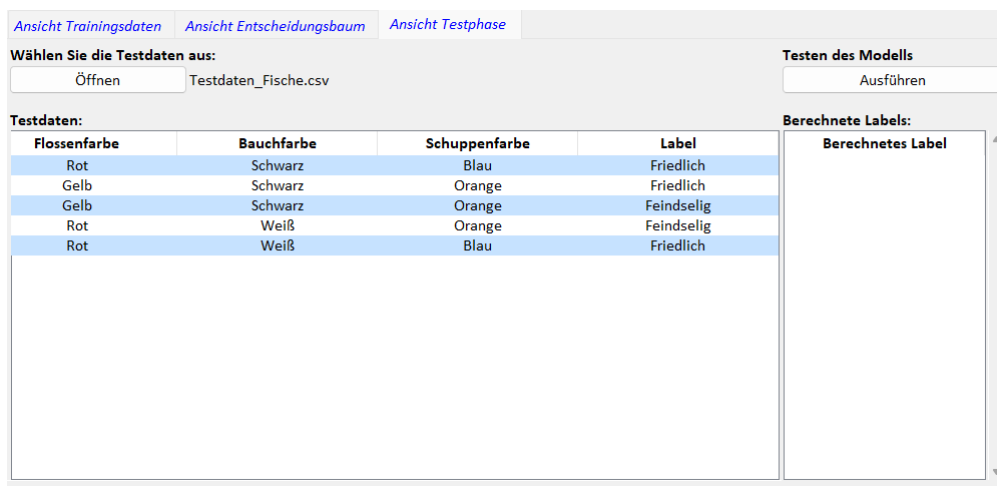 Ansicht Trainingsdaten Ansicht Entscheidungsbaum Ansicht Testphase
Wählen Sie die Testdaten aus: Testen des Modells
Öffnen Testdaten_Fische.csv Ausführen
Testdaten: Berechnete Labels:
Flossenfarbe Bauchfarbe Schuppenfarbe Label Berechnetes Label
Rot Schwarz Blau Friedlich
Gelb Schwarz Orange Friedlich
Gelb Schwarz Orange Feindselig
Rot Weiß Orange Feindselig
Rot Weiß Blau Friedlich